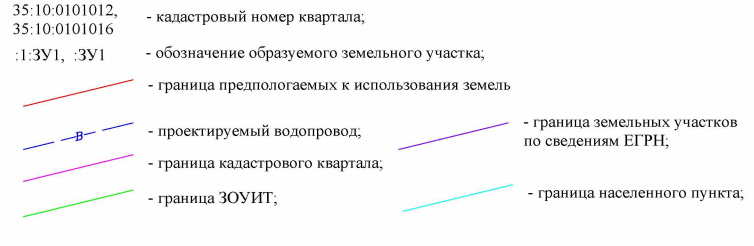 35:10:0101012,
35:10:0101016
- кадастровый номер квартала;
:1:ЗУ1, :ЗУ1
- обозначение образуемого земельного участка;
- граница предпологаемых к использования земель
В
- проектируемый водопровод;
- граница кадастрового квартала;
- граница ЗОУИТ;
- граница земельных участков
по сведениям ЕГРН;
- граница населенного пункта;